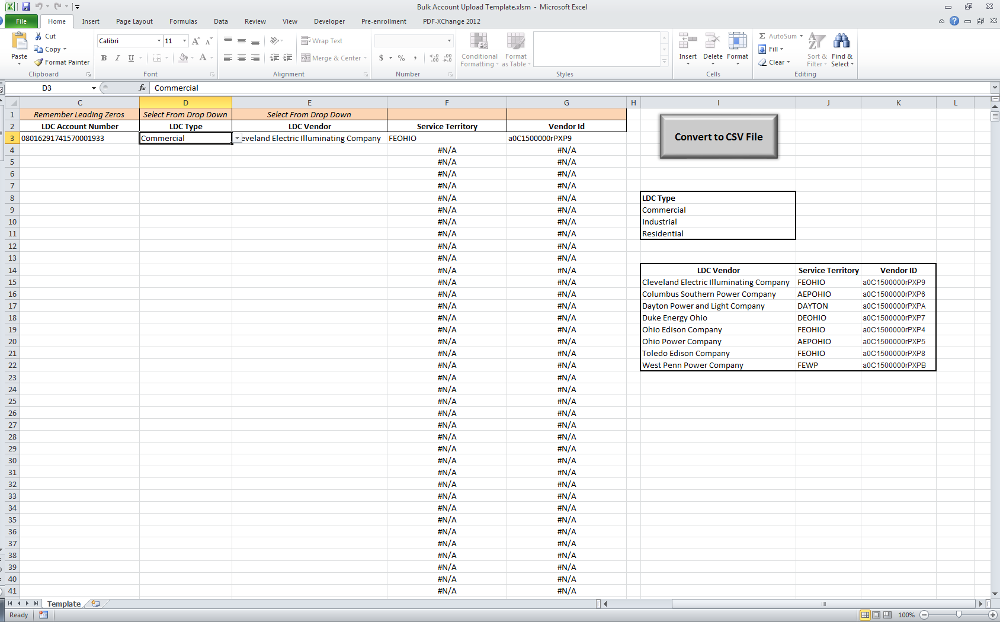 Bulk Account Upload Template.xlsm - Microsoft Excel
File Home Insert Page Layout Formulas Data Review View Developer Pre-enrollment PDF-XChange 2012
Paste Cut Copy Format Painter
Clipboard
Calibri 11
B I U A
Font
Wrap Text
Merge & Center
Alignment
$ % ,
Number
Conditional Formatting Format as Table
Styles
Insert Delete Format
Cells
AutoSum Fill Clear Sort & Filter Find & Select
Editing
D3 fx Commercial
C D E F G H I J K L
1 Remember Leading Zeros Select From Drop Down Select From Drop Down
2 LDC Account Number LDC Type LDC Vendor Service Territory Vendor Id
3 08016291741570001933 Commercial eveland Electric Illuminating Company FEOHIO a0C1500000rPXP9
Convert to CSV File
4 #N/A #N/A
5 #N/A #N/A
6 #N/A #N/A
7 #N/A #N/A
8 #N/A #N/A LDC Type
9 #N/A #N/A Commercial
10 #N/A #N/A Industrial
11 #N/A #N/A Residential
12 #N/A #N/A
13 #N/A #N/A
14 #N/A #N/A LDC Vendor Service Territory Vendor ID
15 #N/A #N/A Cleveland Electric Illuminating Company FEOHIO a0C1500000rPXP9
16 #N/A #N/A Columbus Southern Power Company AEPOHIO a0C1500000rPXP6
17 #N/A #N/A Dayton Power and Light Company DAYTON a0C1500000rPXPA
18 #N/A #N/A Duke Energy Ohio DEOHIO a0C1500000rPXP7
19 #N/A #N/A Ohio Edison Company FEOHIO a0C1500000rPXP4
20 #N/A #N/A Ohio Power Company AEPOHIO a0C1500000rPXP5
21 #N/A #N/A Toledo Edison Company FEOHIO a0C1500000rPXP8
22 #N/A #N/A West Penn Power Company FEWP a0C1500000rPXPB
23 #N/A #N/A
24 #N/A #N/A
25 #N/A #N/A
26 #N/A #N/A
27 #N/A #N/A
28 #N/A #N/A
29 #N/A #N/A
30 #N/A #N/A
31 #N/A #N/A
32 #N/A #N/A
33 #N/A #N/A
34 #N/A #N/A
35 #N/A #N/A
36 #N/A #N/A
37 #N/A #N/A
38 #N/A #N/A
39 #N/A #N/A
40 #N/A #N/A
41 #N/A #N/A
Template
Ready 100%